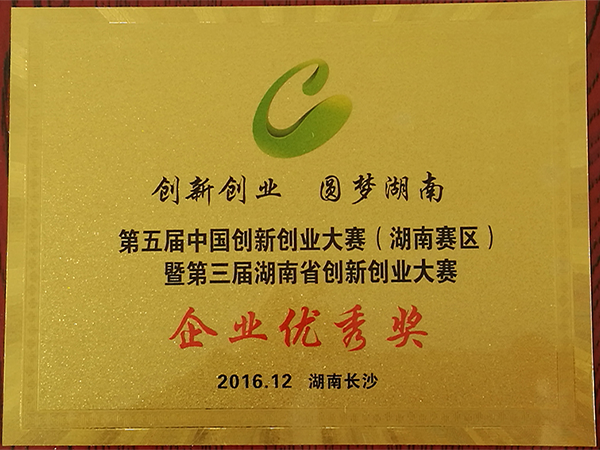 创新创业 圆梦湖南
第五届中国创新创业大赛（湖南赛区）
暨第三届湖南省创新创业大赛
企业优秀奖
2016.12 湖南长沙